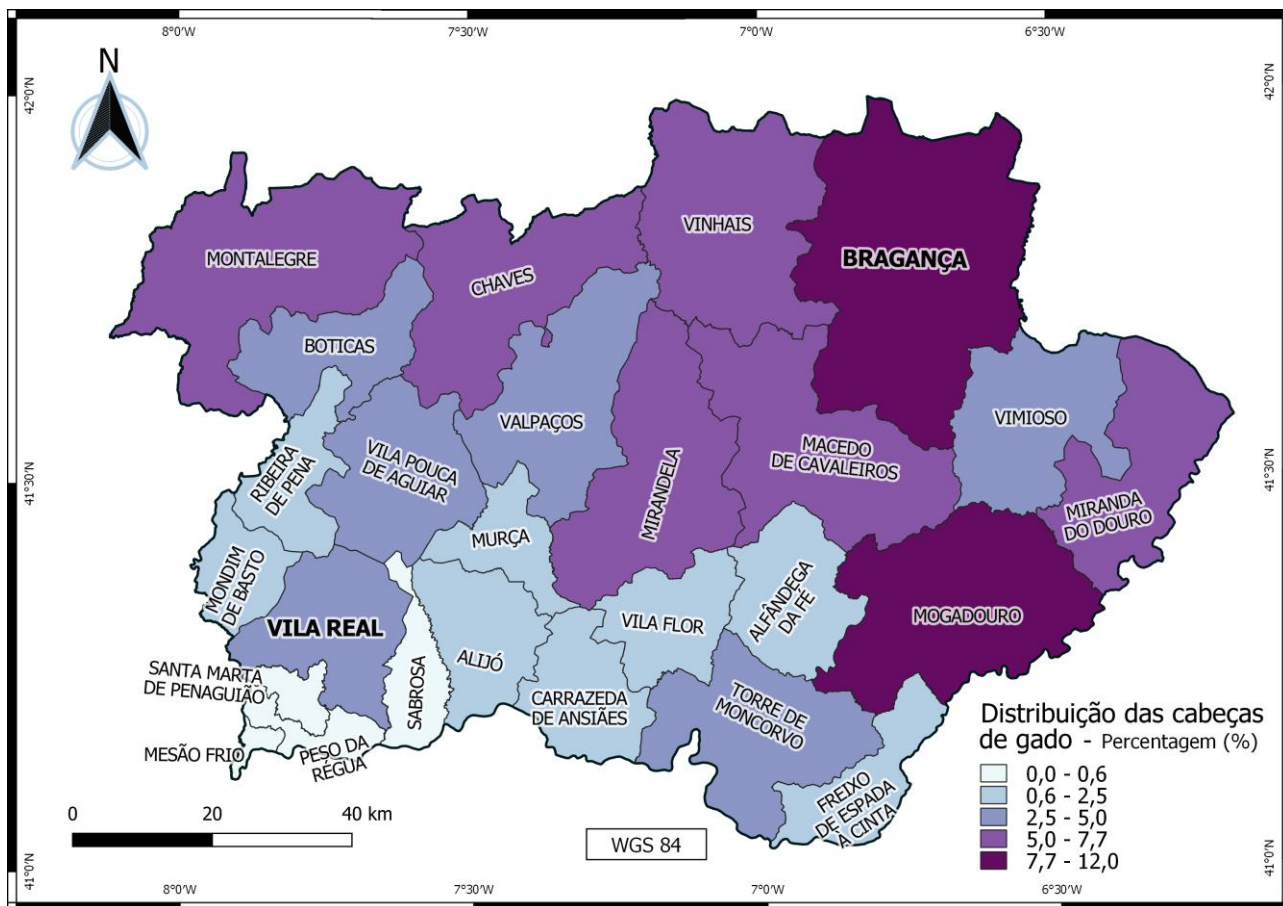 8°0'W
7°30'W
7°0'W
6°30'W
N
42°0'N
42°0'N
VINHAIS
BRAGANÇA
MONTALEGRE
CHAVES
BOTICAS
VALPAÇOS
VIMIOSO
VILA POUCA
DE AGUIAR
MACEDO
DE CAVALEIROS
RIBEIRA
DE PENA
MIRANDELA
41°30'N
41°30'N
MIRANDA
DO DOURO
MURÇA
MONDIM
DE BASTO
ALFÂNDEGA
DA FÉ
MOGADOURO
VILA REAL
VILA FLOR
ALIJÓ
SABROSA
SANTA MARTA
DE PENAGUIÃO
CARRAZEDA
DE ANSIÃES
TORRE DE
MONCORVO
MESÃO FRIO
PESO DA
RÉGUA
FREIXO
DE ESPADA
À CINTA
Distribuição das cabeças
de gado - Percentagem (%)
0,0 - 0,6
0,6 - 2,5
2,5 - 5,0
5,0 - 7,7
7,7 - 12,0
0 20 40 km
WGS 84
41°0'N
41°0'N
8°0'W
7°30'W
7°0'W
6°30'W